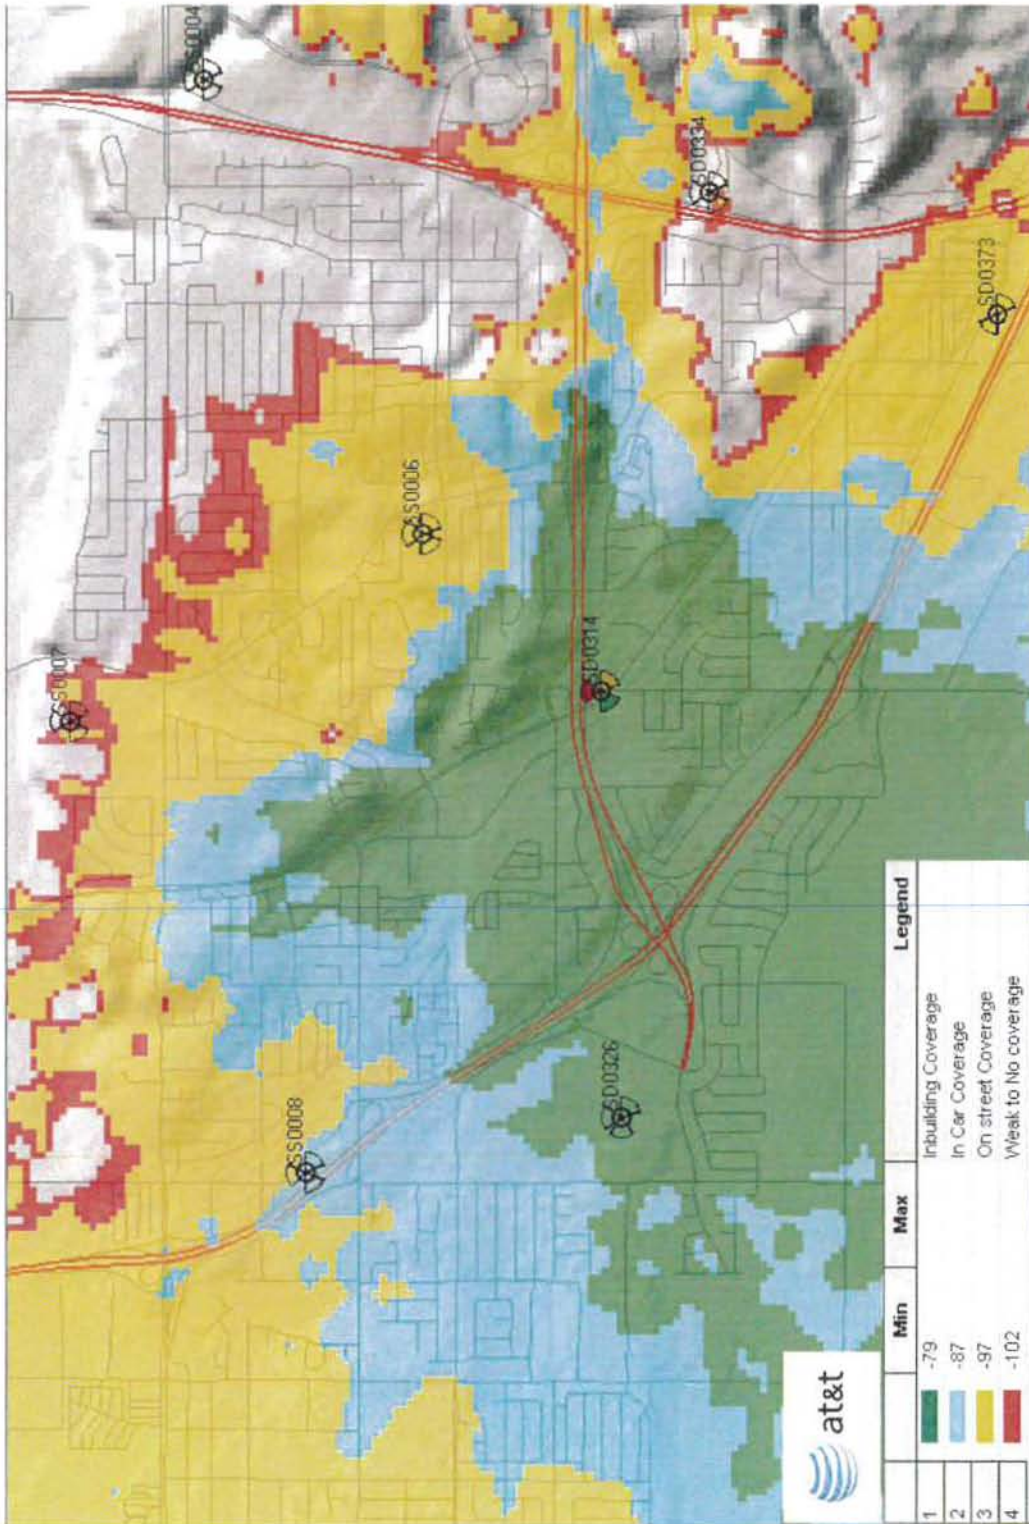 SS0007
SS0004
SS0008
SS0006
SD0314
SD0326
SD0334
SD0373
at&t
Min Max Legend
1 -79 Inbuilding Coverage
2 -87 In Car Coverage
3 -97 On street Coverage
4 -102 Weak to No coverage